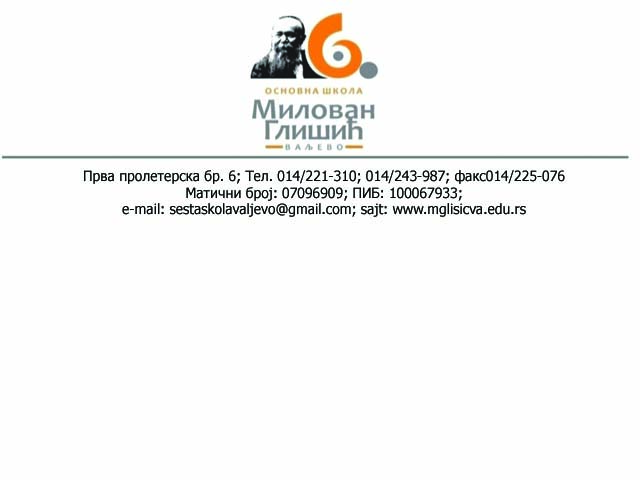 6.
ОСНОВНА ШКОЛА
Милован
Глишић
ВАЉЕВО
Прва пролетерска бр. 6; Тел. 014/221-310; 014/243-987; факс014/225-076
Матични број: 07096909; ПИБ: 100067933;
e-mail: sestaskolavaljevo@gmail.com; sajt: www.mglisicva.edu.rs